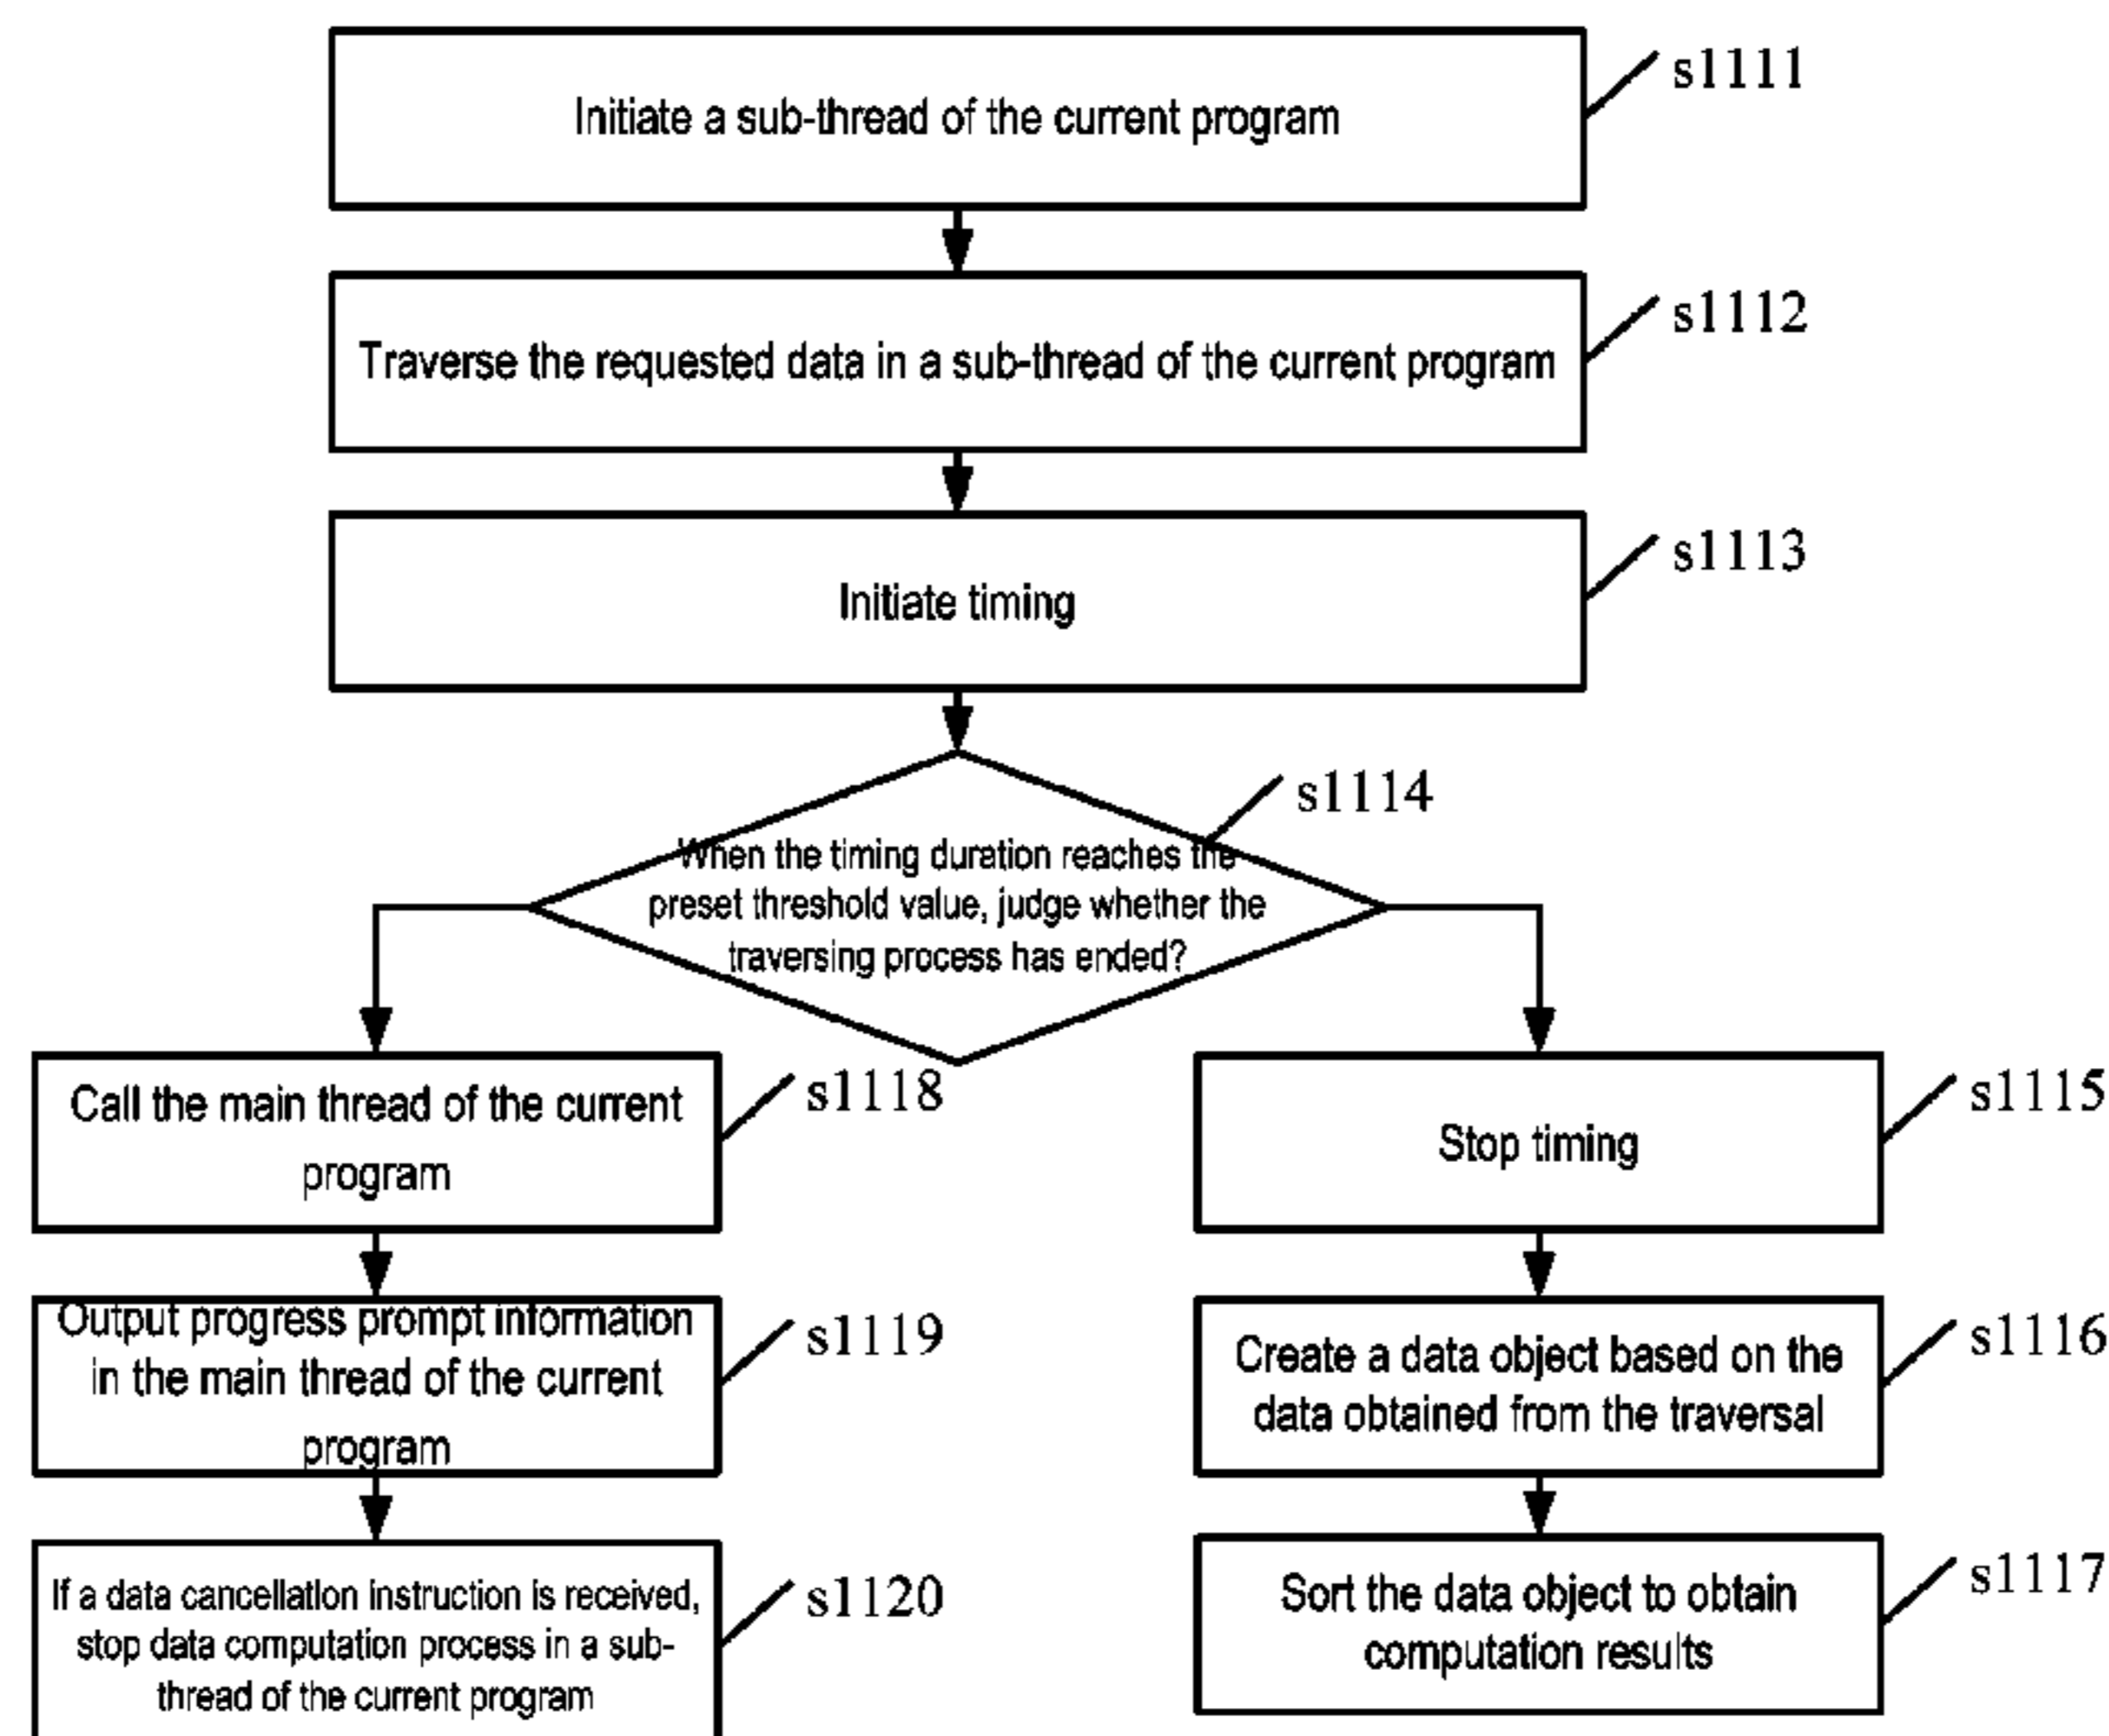 Initiate a sub-thread of the current program
s1111
Traverse the requested data in a sub-thread of the current program
s1112
Initiate timing
s1113
s1114
When the timing duration reaches the
preset threshold value, judge whether the
traversing process has ended?
Call the main thread of the current
program
s1118
Output progress prompt information
in the main thread of the current
program
s1119
If a data cancellation instruction is received,
stop data computation process in a sub-
thread of the current program
s1120
Stop timing
s1115
Create a data object based on the
data obtained from the traversal
s1116
Sort the data object to obtain
computation results
s1117